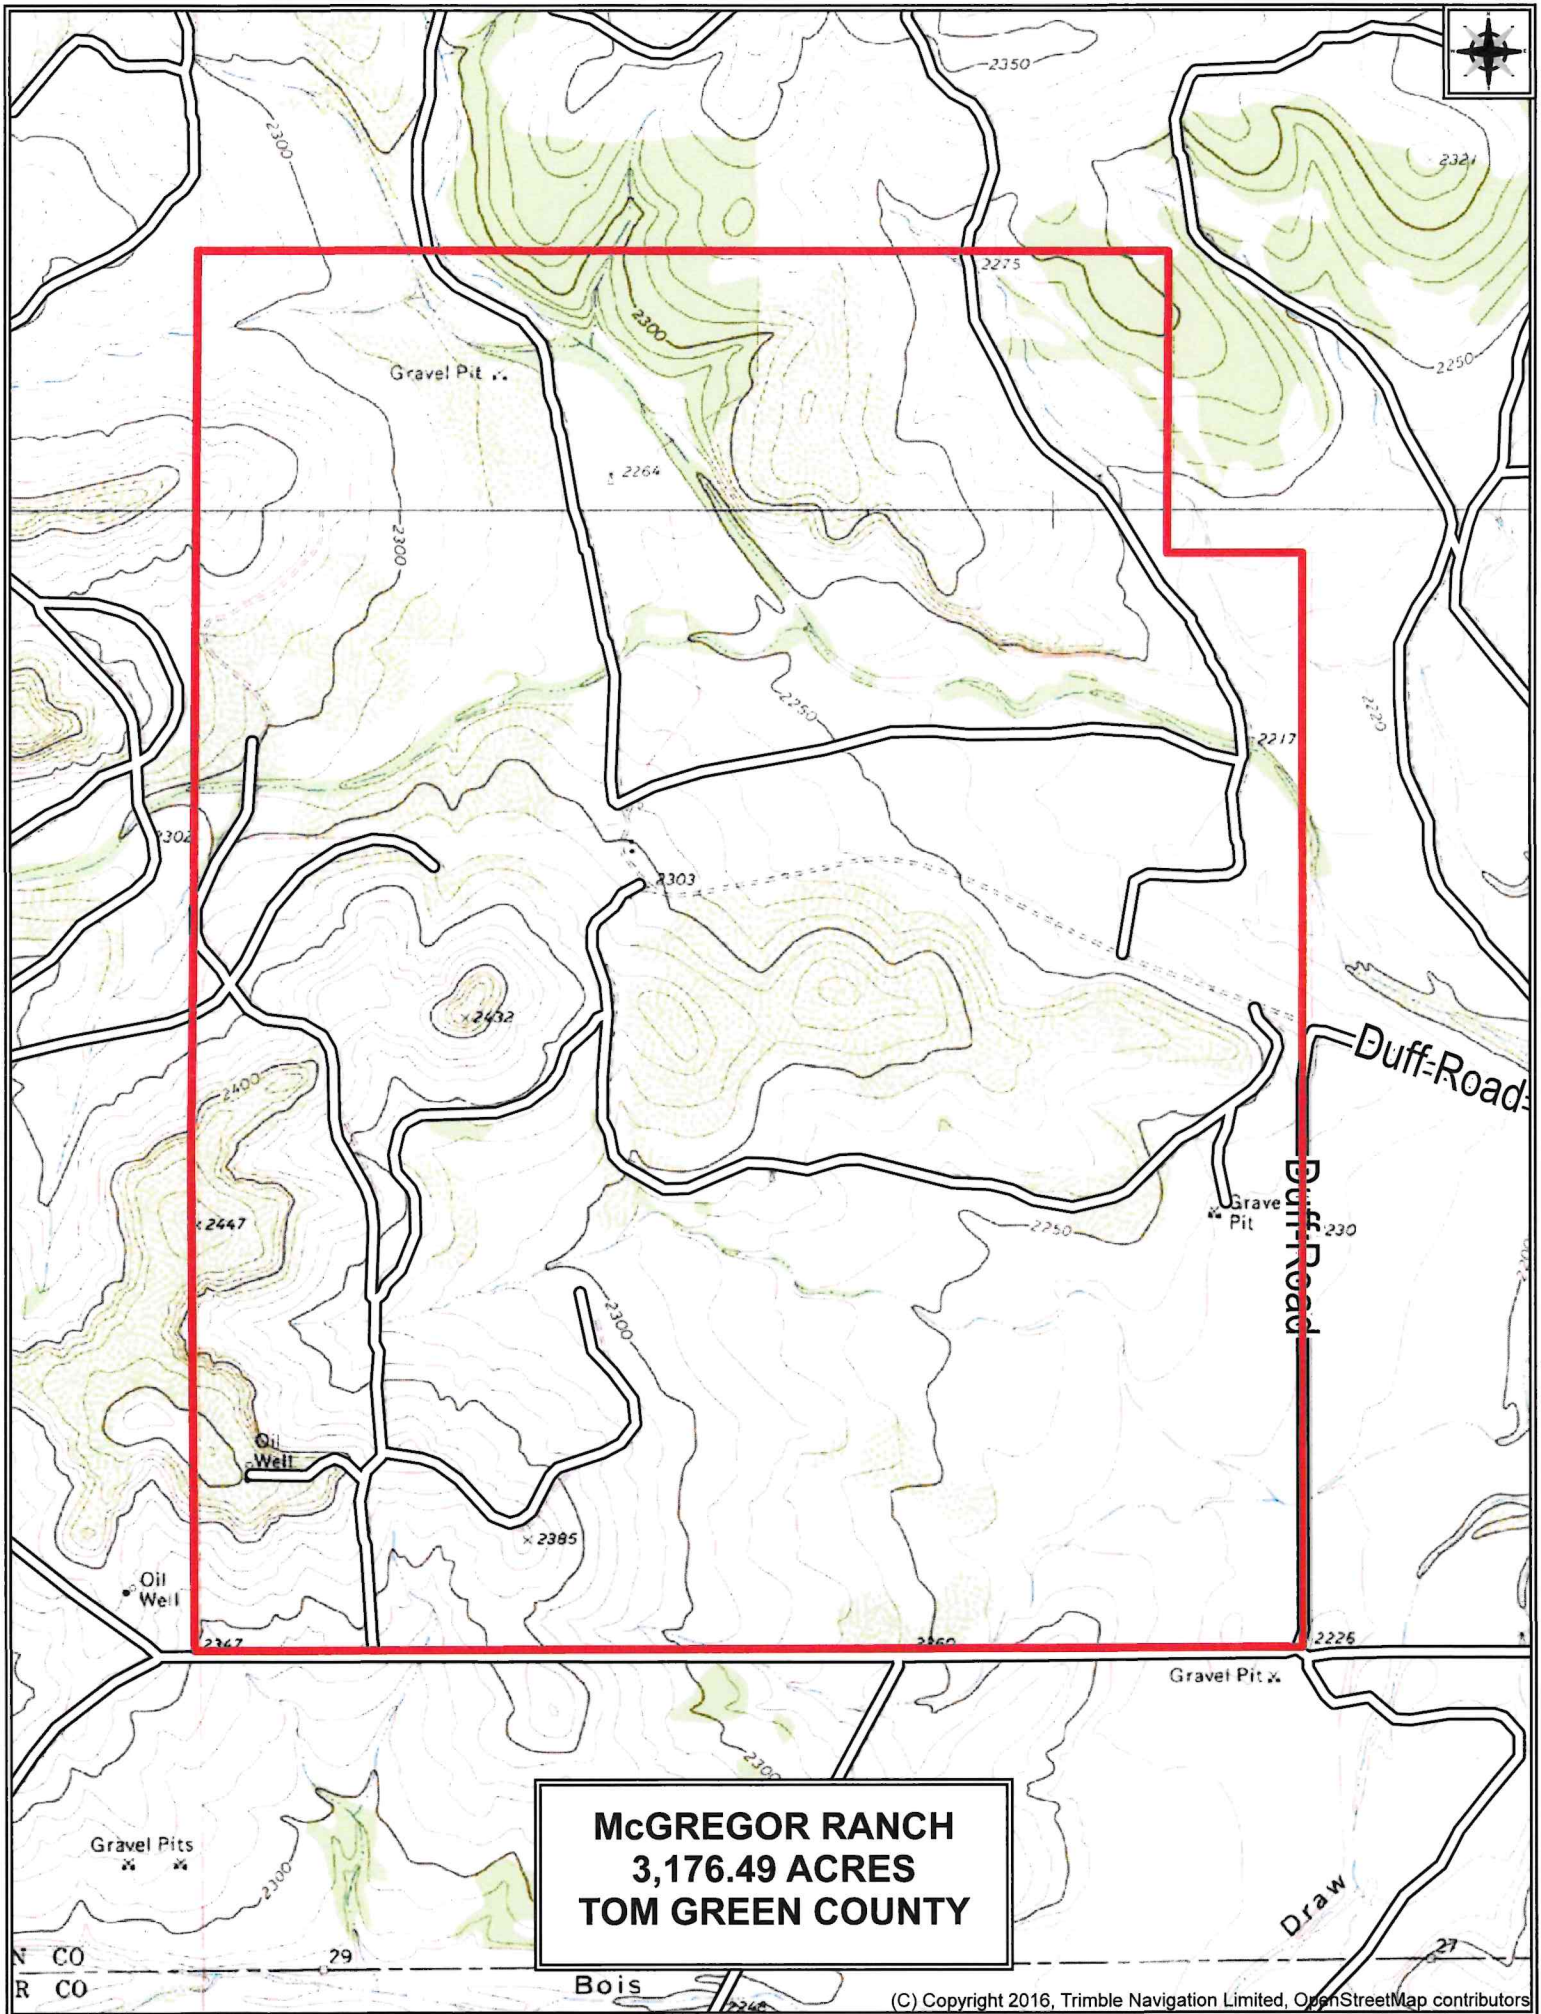 2350
2300
2321
2275
2300
2250
Gravel Pit
2264
2300
2250
2220
2217
2302
2303
2432
Duff Road
2400
Duff Road
2447
Grave
Pit
230
2250
2300
Oil
Well
2385
Oil
Well
2347
2226
Gravel Pit
2300
McGREGOR RANCH
3,176.49 ACRES
TOM GREEN COUNTY
Gravel Pits
2300
Draw
N CO
29
27
R CO
Bois
2248
(C) Copyright 2016, Trimble Navigation Limited, OpenStreetMap contributors